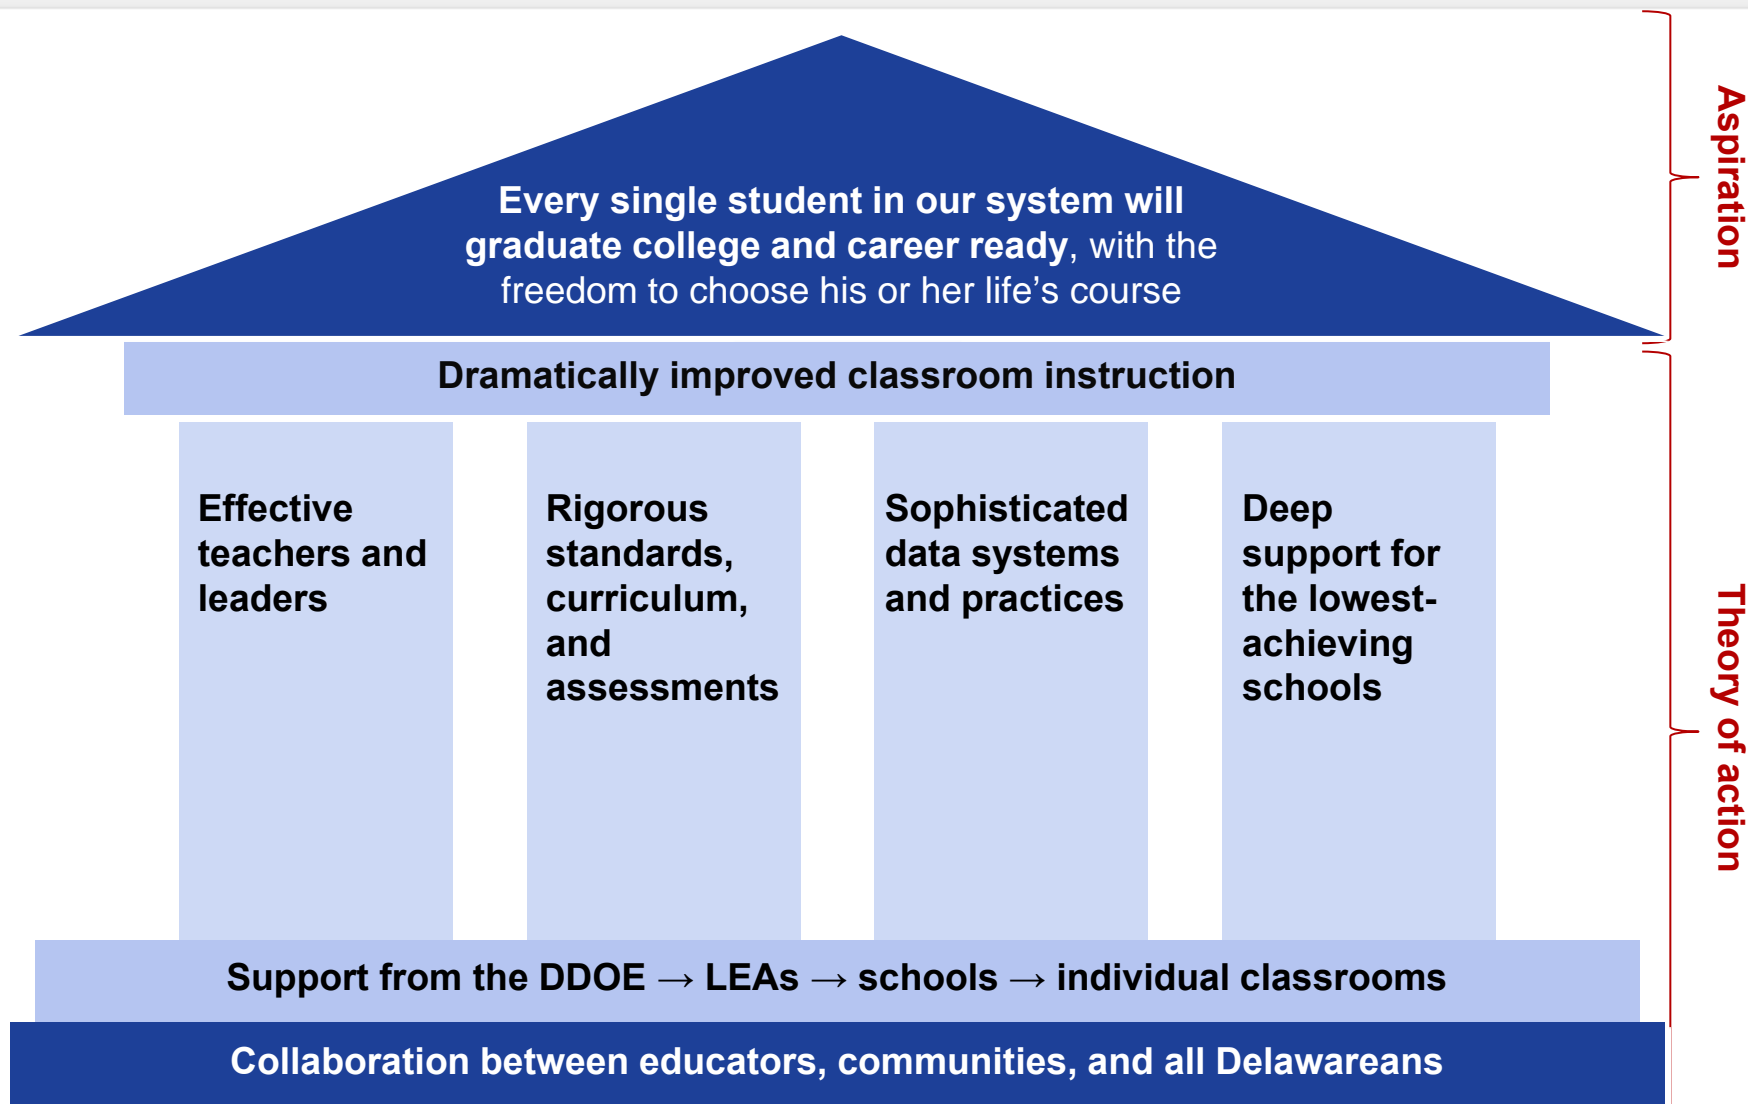 Every single student in our system will
graduate college and career ready, with the
freedom to choose his or her life’s course
Aspiration
Dramatically improved classroom instruction
Effective
teachers and
leaders
Rigorous
standards,
curriculum,
and
assessments
Sophisticated
data systems
and practices
Deep
support for
the lowest-
achieving
schools
Theory of action
Support from the DDOE → LEAs → schools → individual classrooms
Collaboration between educators, communities, and all Delawareans